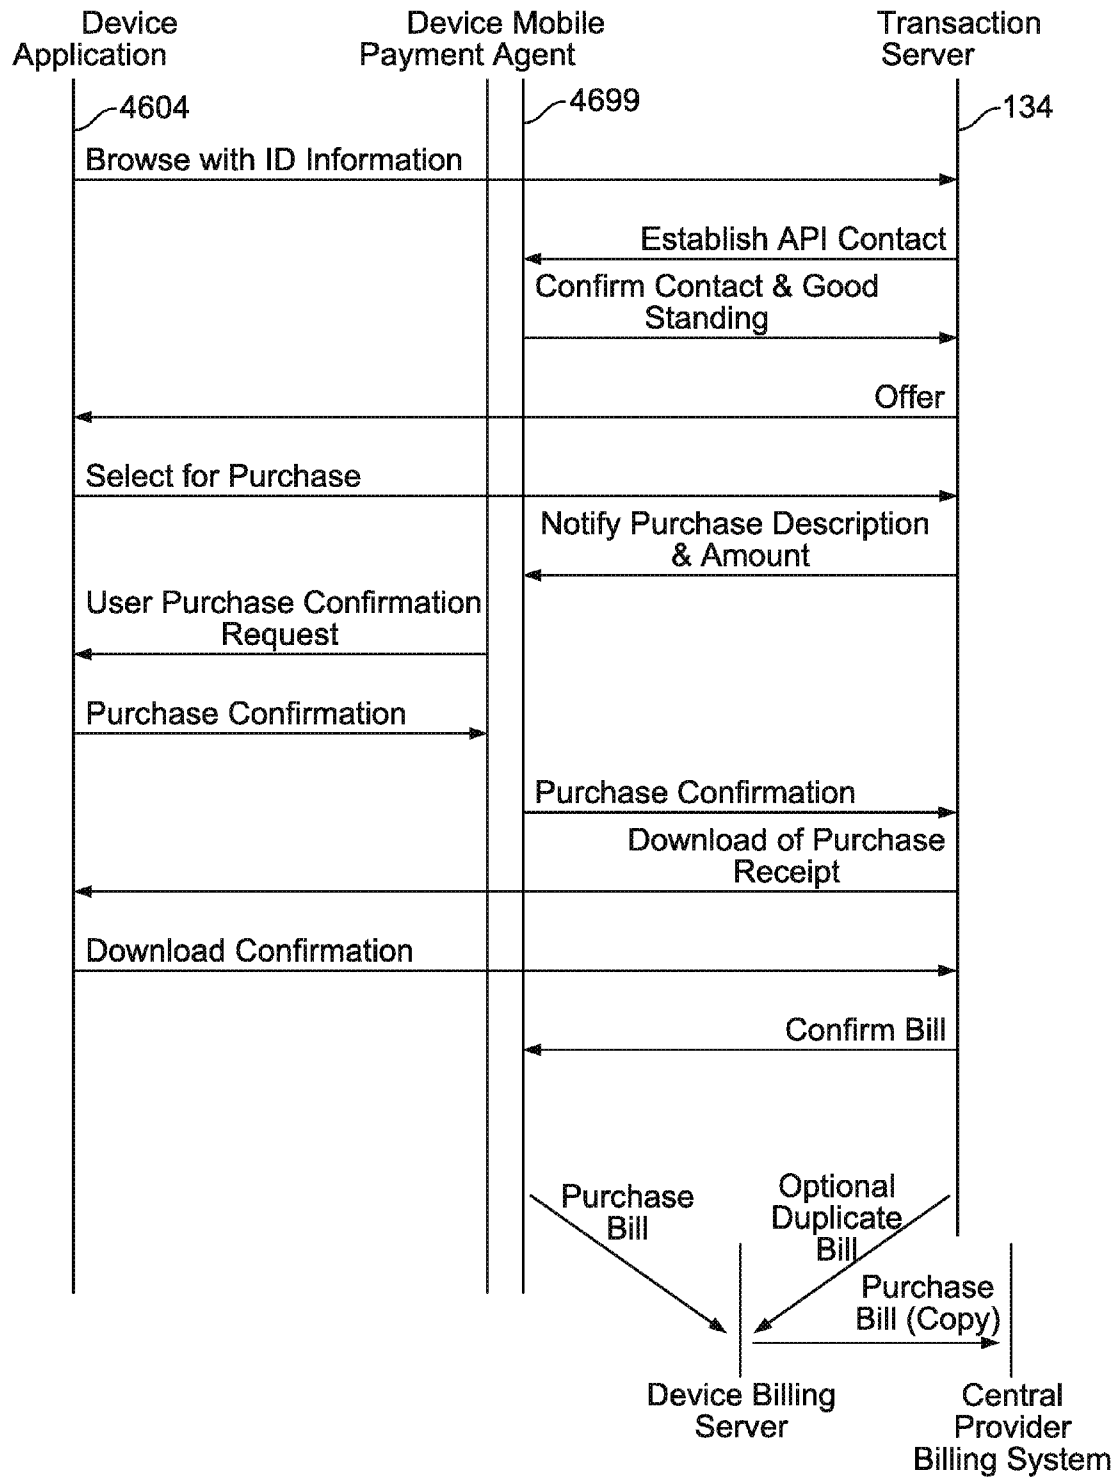 Device
Application
Device Mobile
Payment Agent
Transaction
Server
4604
4699
134
Browse with ID Information
Establish API Contact
Confirm Contact & Good
Standing
Offer
Select for Purchase
Notify Purchase Description
& Amount
User Purchase Confirmation
Request
Purchase Confirmation
Purchase Confirmation
Download of Purchase
Receipt
Download Confirmation
Confirm Bill
Purchase
Bill
Optional
Duplicate
Bill
Purchase
Bill (Copy)
Device Billing
Server
Central
Provider
Billing System